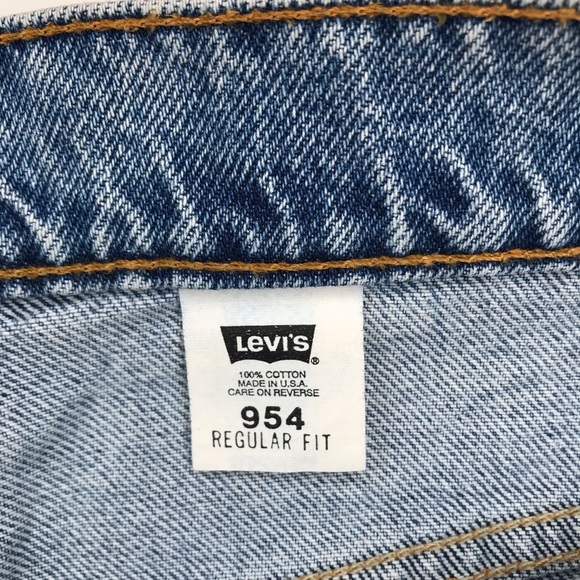 Levi's ®
100% COTTON
MADE IN U.S.A.
CARE ON REVERSE
954
REGULAR FIT